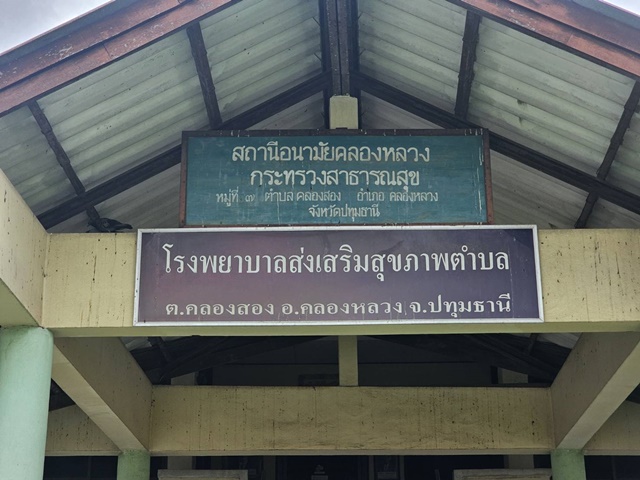 สถานีอนามัยคลองหลวง
กระทรวงสาธารณสุข
หมู่ที่ ๓ ตำบล คลองสอง อำเภอ คลองหลวง
จังหวัดปทุมธานี
โรงพยาบาลส่งเสริมสุขภาพตำบล
ต.คลองสอง อ.คลองหลวง จ.ปทุมธานี